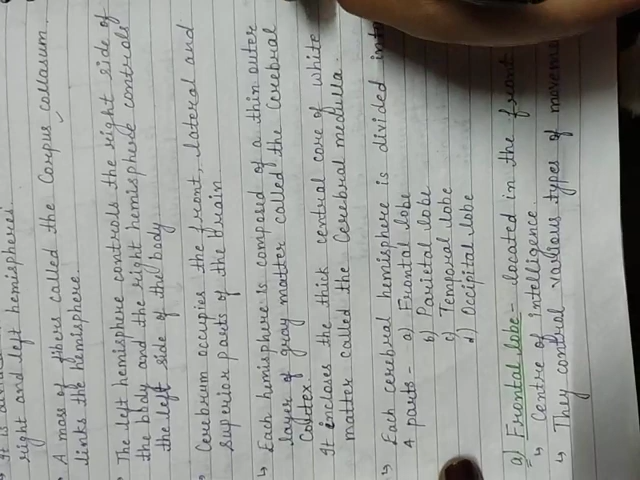 ↳ It is
right and left hemispheres.
• A mass of fibers called the Corpus collasum.
links the hemisphere.
• The left hemisphere controls the right side of
the body and the right hemisphere controls
the left side of the body
• Cerebrum occupies the front, lateral and
superior parts of the brain
↳ Each hemisphere is composed of a thin outer
layer of gray matter called the Cerebral
Coltex.
It encloses the thick central core of white
matter called the Cerebral medulla.
↳ Each cerebral hemisphere is divided into
4 parts - a) Frontal lobe
b) Parietal lobe
c) Temporal lobe
d) Occipital lobe
a) Frontal lobe - located in the front
↳ Centre of intelligence.
↳ They control various types of